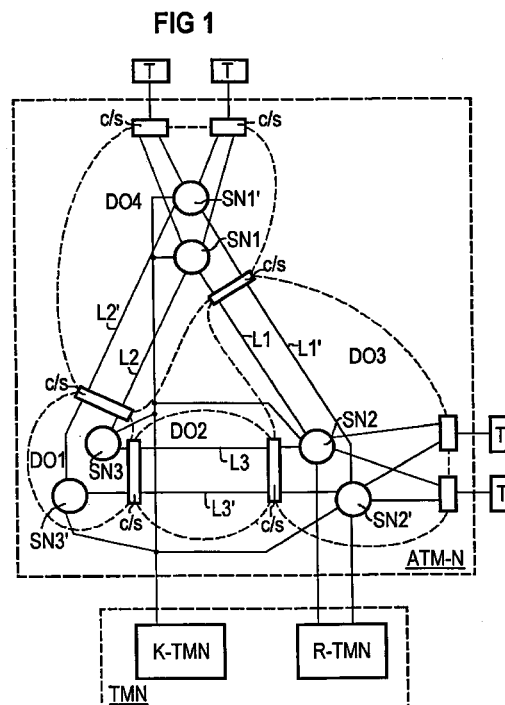 FIG 1
T T
c/s c/s
DO4 SN1'
SN1
c/s
L2' L1 L1'
L2 DO3
c/s
SN2 T
DO1 SN3 DO2 L3
SN3' c/s L3' c/s SN2' T
ATM-N
K-TMN R-TMN
TMN